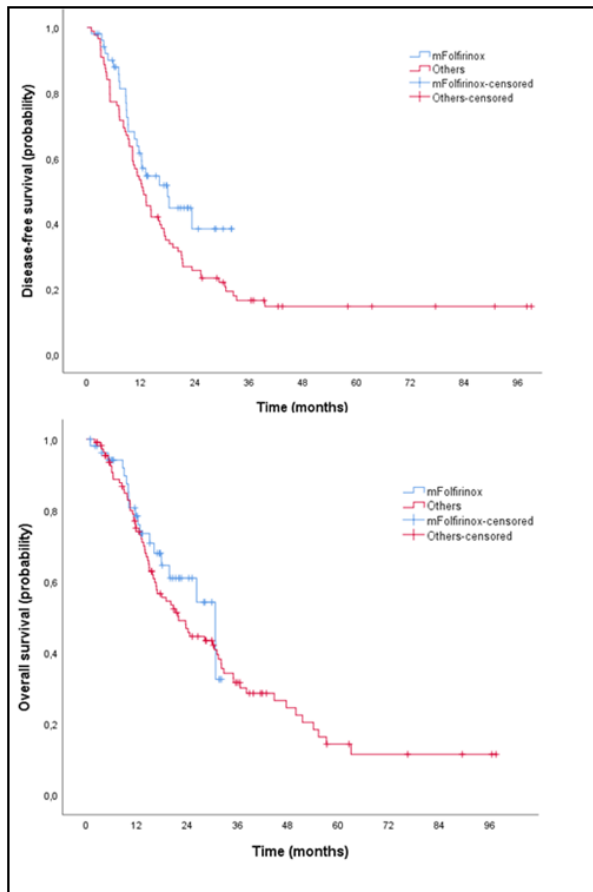 1,0
0,8
0,6
0,4
0,2
0,0
Disease-free survival (probability)
mFolfirinox
Others
mFolfirinox-censored
Others-censored
0 12 24 36 48 60 72 84 96
Time (months)
1,0
0,8
0,6
0,4
0,2
0,0
Overall survival (probability)
mFolfirinox
Others
mFolfirinox-censored
Others-censored
0 12 24 36 48 60 72 84 96
Time (months)